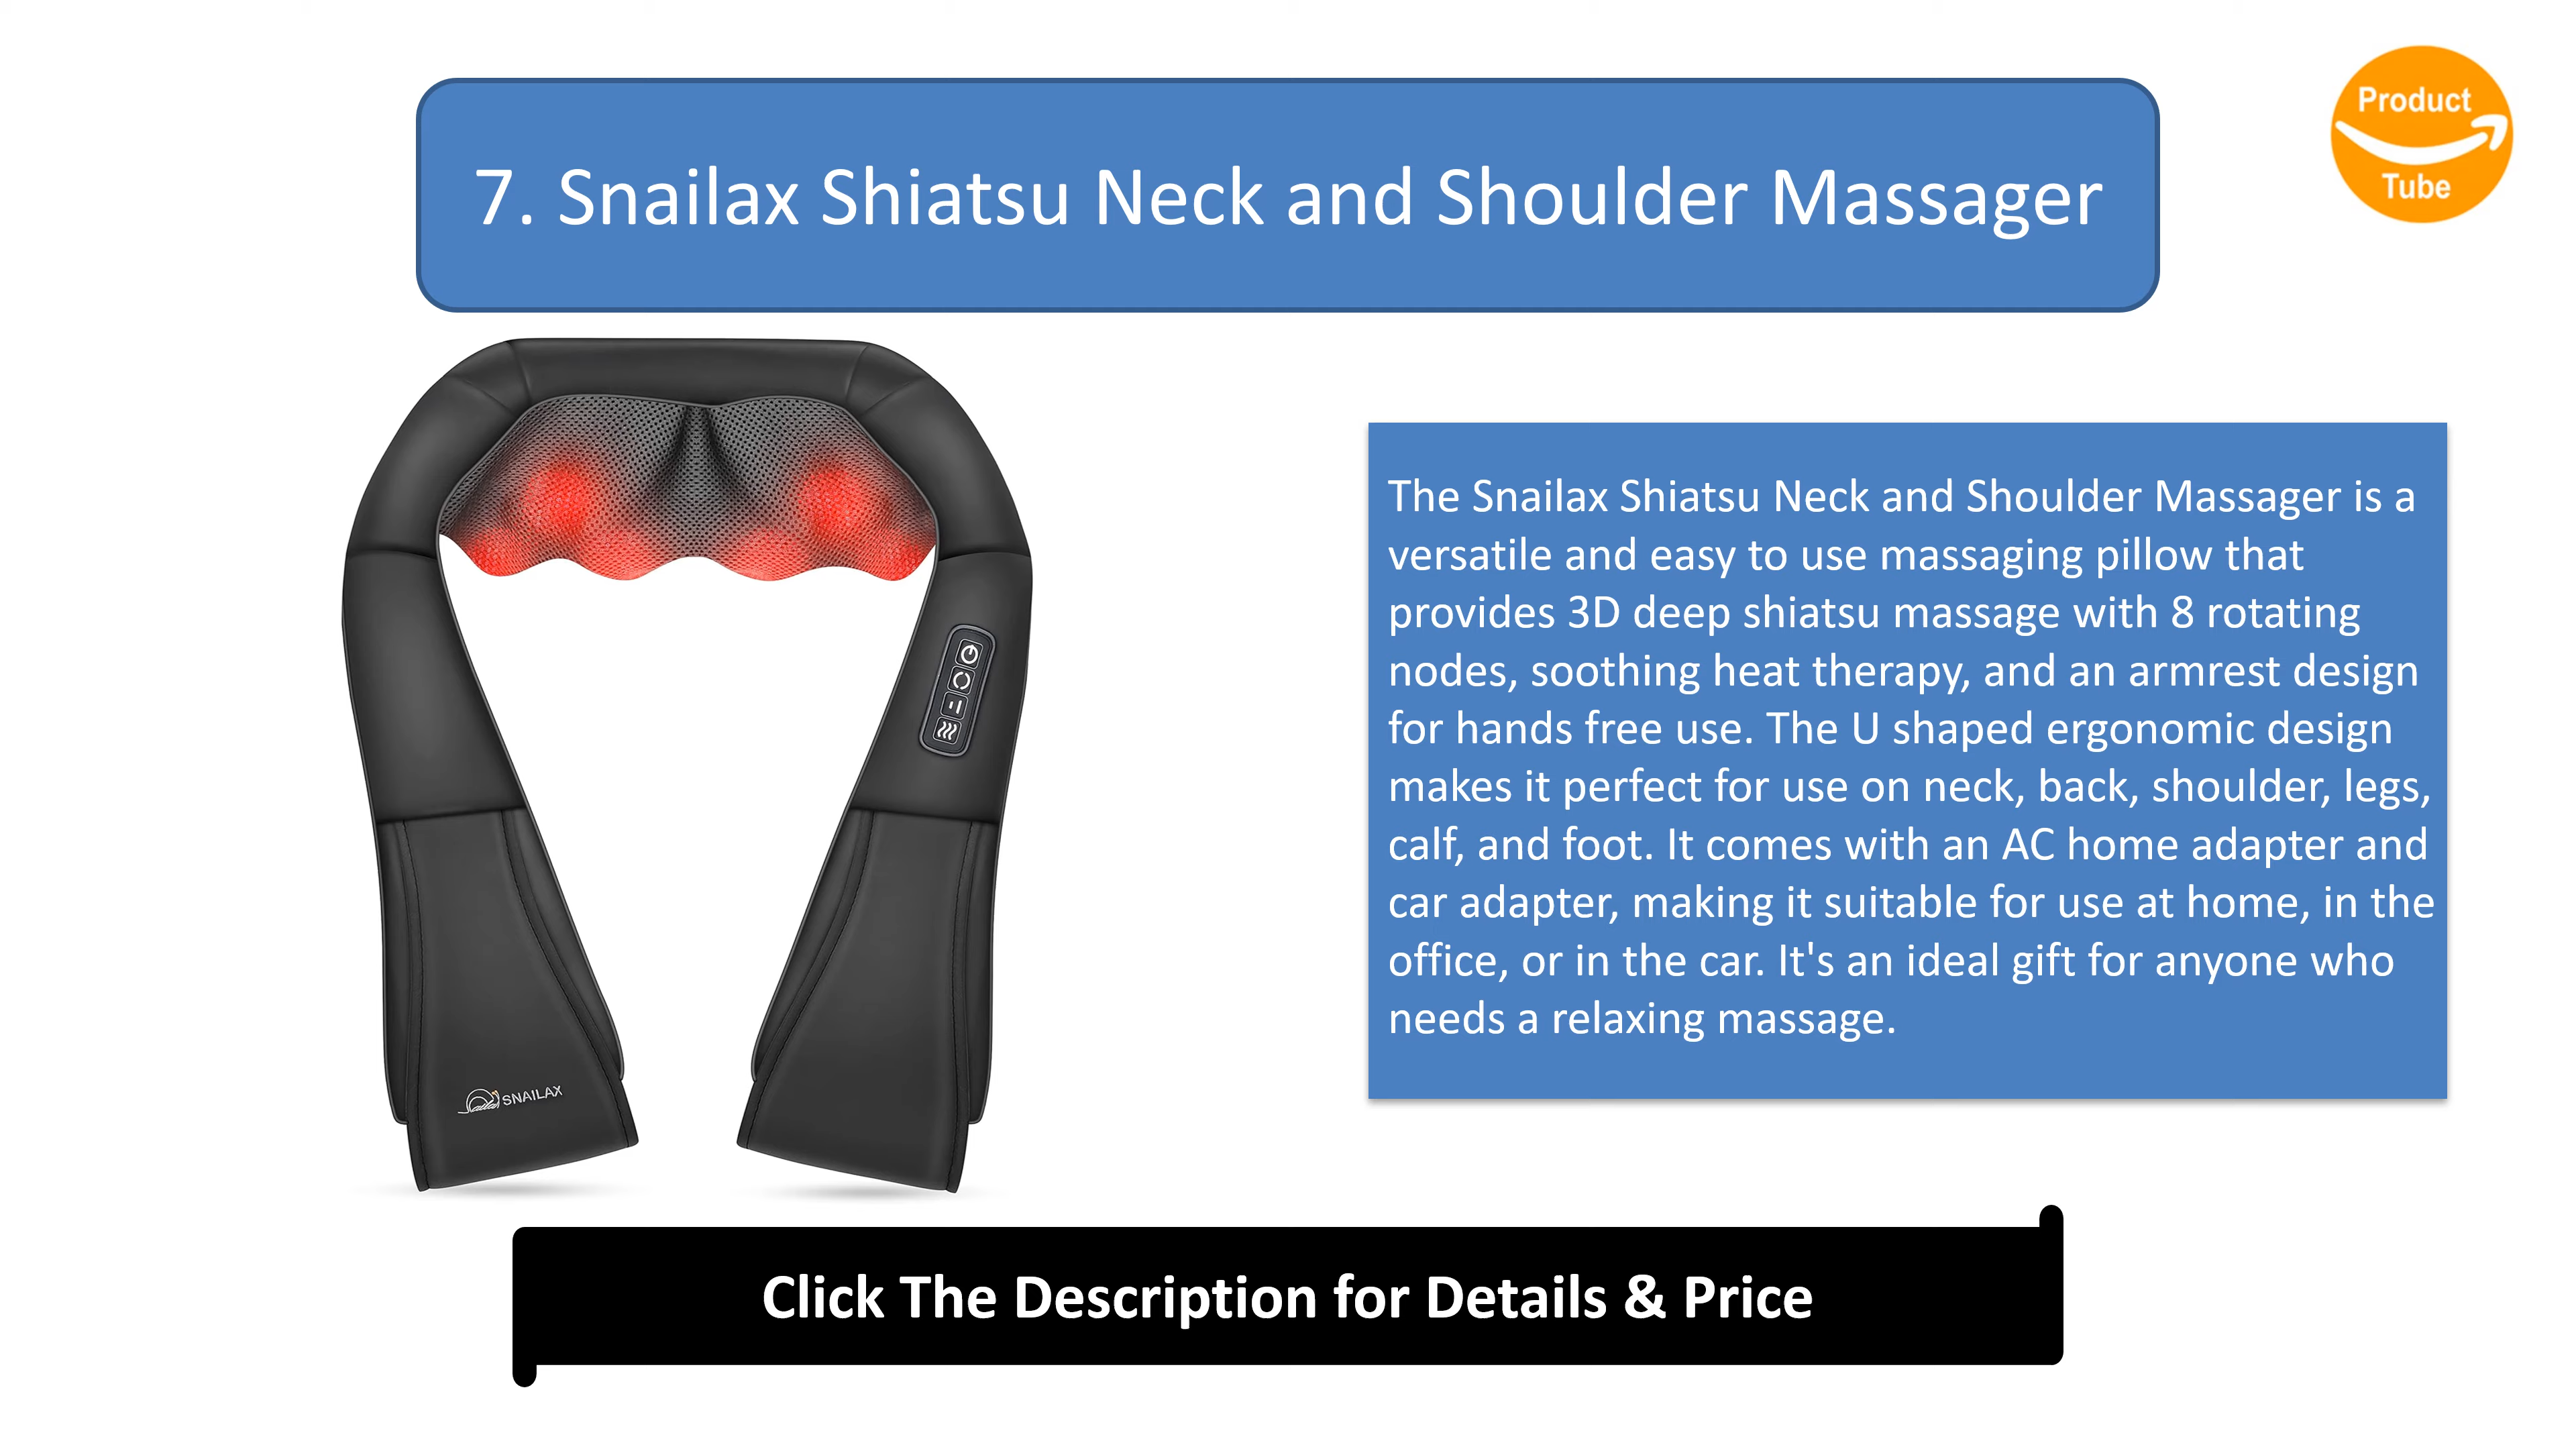 7. Snailax Shiatsu Neck and Shoulder Massager
Product
Tube
The Snailax Shiatsu Neck and Shoulder Massager is a
versatile and easy to use massaging pillow that
provides 3D deep shiatsu massage with 8 rotating
nodes, soothing heat therapy, and an armrest design
for hands free use. The U shaped ergonomic design
makes it perfect for use on neck, back, shoulder, legs,
calf, and foot. It comes with an AC home adapter and
car adapter, making it suitable for use at home, in the
office, or in the car. It's an ideal gift for anyone who
needs a relaxing massage.
SNAILAX
Click The Description for Details & Price